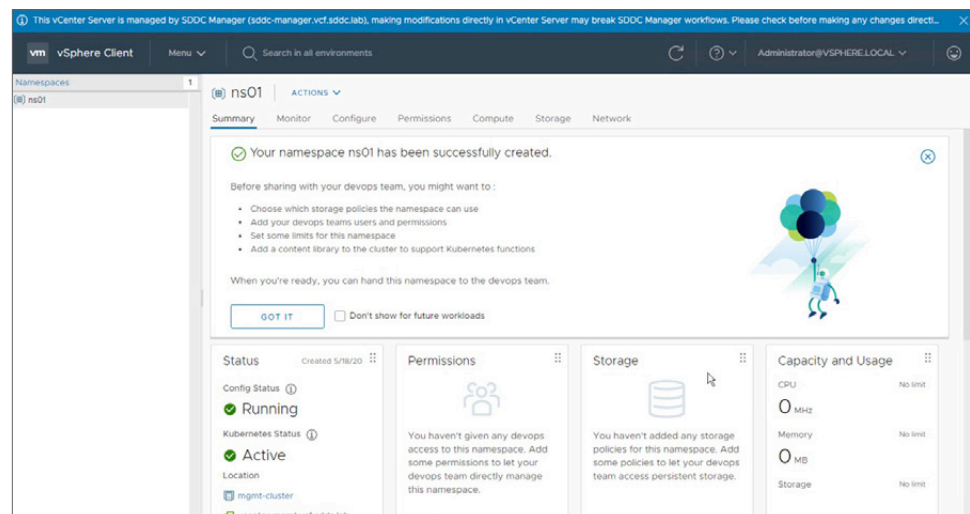 This vCenter Server is managed by SDDC Manager (sddc-manager.vcf.sddc.lab), making modifications directly in vCenter Server may break SDDC Manager workflows. Please check before making any changes directl...
vm vSphere Client Menu Search in all environments Administrator@VSPHERE.LOCAL
Namespaces 1
ns01
ns01 ACTIONS
Summary Monitor Configure Permissions Compute Storage Network
Your namespace ns01 has been successfully created.
Before sharing with your devops team, you might want to :
• Choose which storage policies the namespace can use
• Add your devops teams users and permissions
• Set some limits for this namespace
• Add a content library to the cluster to support Kubernetes functions
When you're ready, you can hand this namespace to the devops team.
GOT IT Don't show for future workloads
Status Created 5/18/20
Config Status
Running
Kubernetes Status
Active
Location
mgmt-cluster
Permissions
You haven't given any devops
access to this namespace. Add
some permissions to let your
devops team directly manage
this namespace.
Storage
You haven't added any storage
policies for this namespace. Add
some policies to let your devops
team access persistent storage.
Capacity and Usage
CPU No limit
0 MHz
Memory No limit
0 MB
Storage No limit